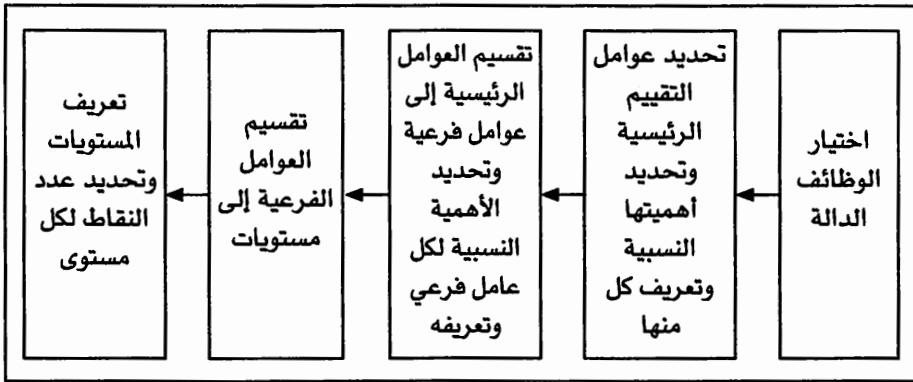 اختيار
الوظائف
الدالة
تحديد عوامل
التقييم
الرئيسية
وتحديد
أهميتها
النسبية
وتعريف كل
منها
تقسيم العوامل
الرئيسية إلى
عوامل فرعية
وتحديد
الأهمية
النسبية لكل
عامل فرعي
وتعريفه
تقسيم
العوامل
الفرعية إلى
مستويات
تعريف
المستويات
وتحديد عدد
النقاط لكل
مستوى